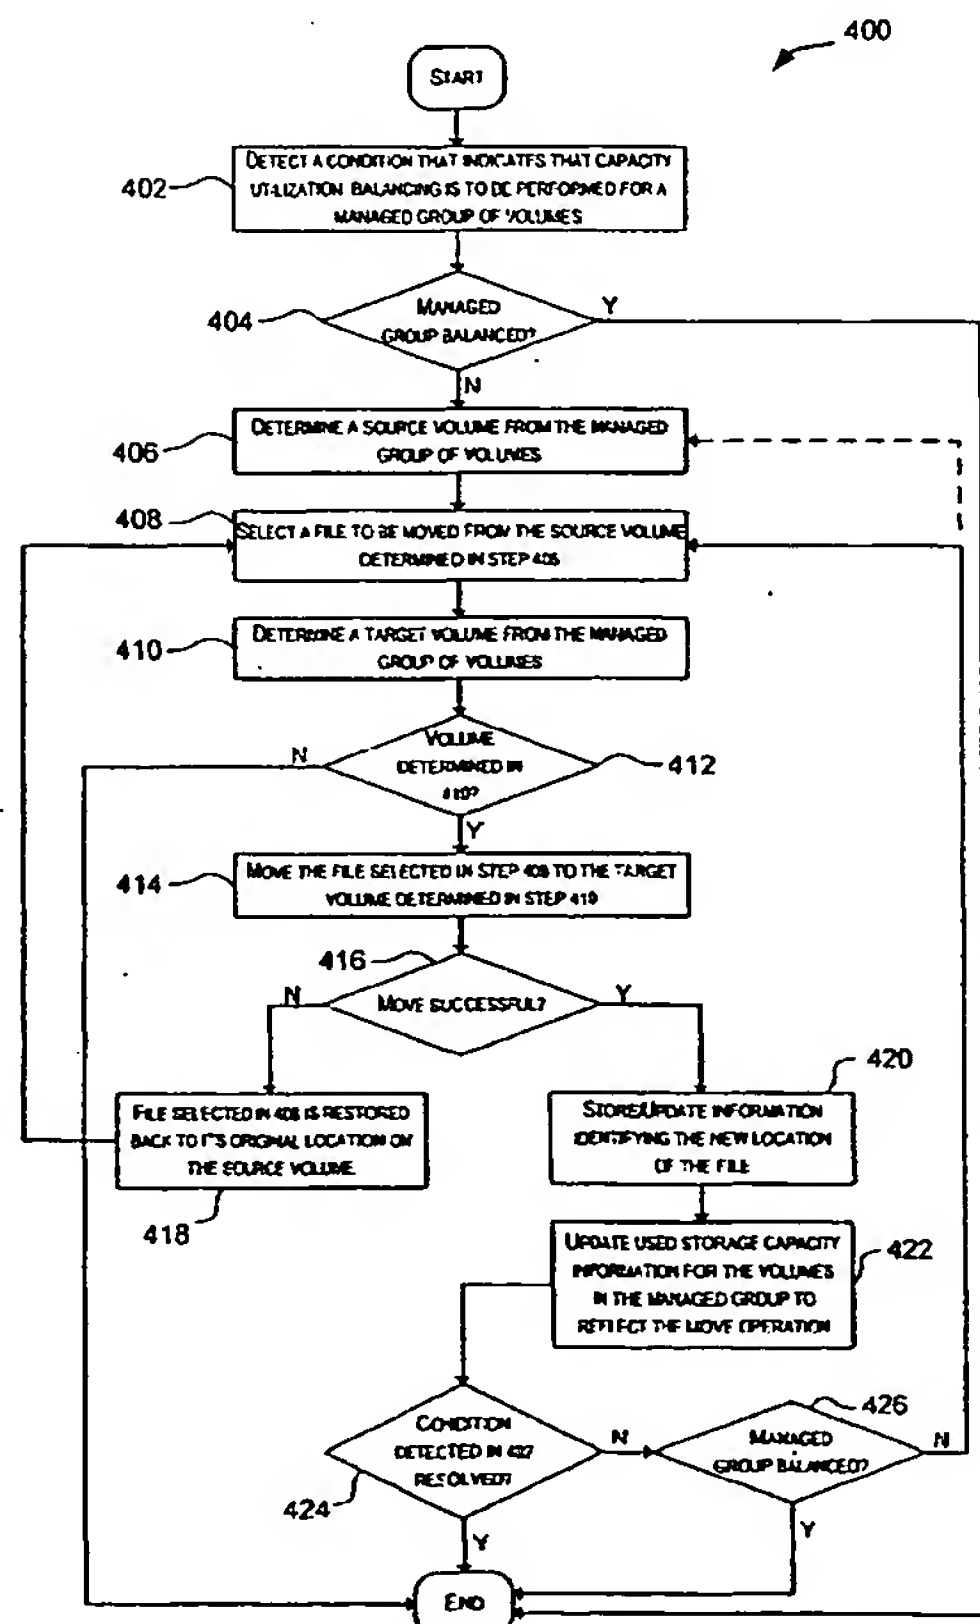 400
START
402
DETECT A CONDITION THAT INDICATES THAT CAPACITY
UTILIZATION BALANCING IS TO BE PERFORMED FOR A
MANAGED GROUP OF VOLUMES
404
MANAGED
GROUP BALANCED?
Y
N
406
DETERMINE A SOURCE VOLUME FROM THE MANAGED
GROUP OF VOLUMES
408
SELECT A FILE TO BE MOVED FROM THE SOURCE VOLUME
DETERMINED IN STEP 406
410
DETERMINE A TARGET VOLUME FROM THE MANAGED
GROUP OF VOLUMES
N
VOLUME
DETERMINED IN
410?
412
Y
414
MOVE THE FILE SELECTED IN STEP 408 TO THE TARGET
VOLUME DETERMINED IN STEP 410
416
N
MOVE SUCCESSFUL?
Y
420
FILE SELECTED IN 408 IS RESTORED
BACK TO IT'S ORIGINAL LOCATION ON
THE SOURCE VOLUME.
418
STORE/UPDATE INFORMATION
IDENTIFYING THE NEW LOCATION
OF THE FILE
UPDATE USED STORAGE CAPACITY
INFORMATION FOR THE VOLUMES
IN THE MANAGED GROUP TO
REFLECT THE MOVE OPERATION
422
CONDITION
DETECTED IN 402
RESOLVED?
424
N
426
MANAGED
GROUP BALANCED?
N
Y
Y
END